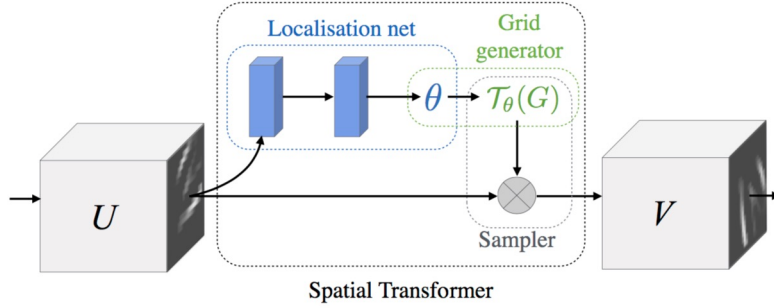 Localisation net
Grid
generator
θ
𝒯θ(G)
U
V
Sampler
Spatial Transformer